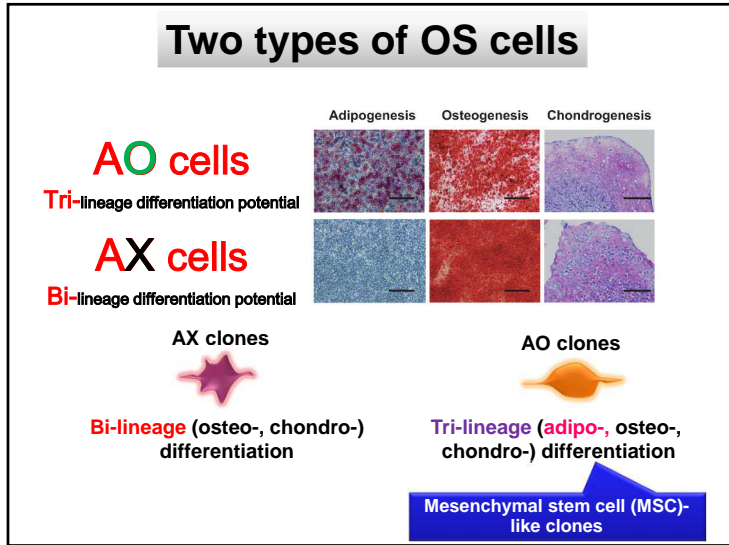 Two types of OS cells
Adipogenesis Osteogenesis Chondrogenesis
AO cells
Tri-lineage differentiation potential
AX cells
Bi-lineage differentiation potential
AX clones
Bi-lineage (osteo-, chondro-)
differentiation
AO clones
Tri-lineage (adipo-, osteo-,
chondro-) differentiation
Mesenchymal stem cell (MSC)-
like clones